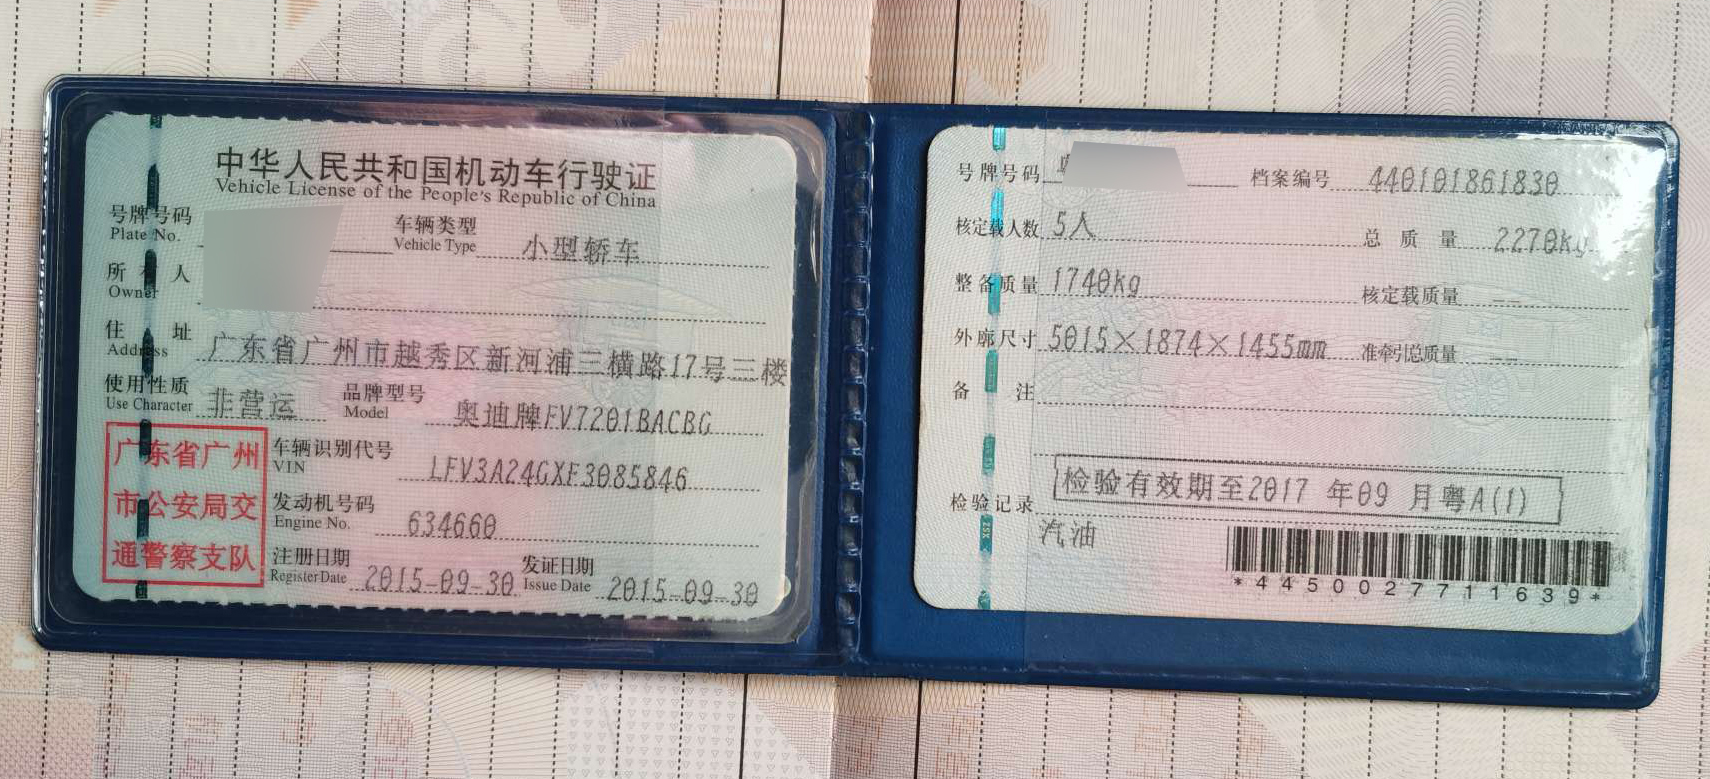 中华人民共和国机动车行驶证
Vehicle License of the People's Republic of China
号牌号码
Plate No.
车辆类型 小型轿车
Vehicle Type
所有人
Owner
住址 广东省广州市越秀区新河浦三横路17号三楼
Address
使用性质 非营运
Use Character
品牌型号 奥迪牌FV7201BACBG
Model
广东省广州
市公安局交
通警察支队
车辆识别代号 LFV3A24GXF3085846
VIN
发动机号码 634660
Engine No.
注册日期 2015-09-30
Register Date
发证日期 2015-09-30
Issue Date
号牌号码 档案编号 440101861830
核定载人数 5人 总质量 2270kg
整备质量 1740kg 核定载质量 --
外廓尺寸 5015×1874×1455mm 准牵引总质量 --
备注
检验记录 检验有效期至2017 年09 月粤A(1)
汽油
*4450027711639*